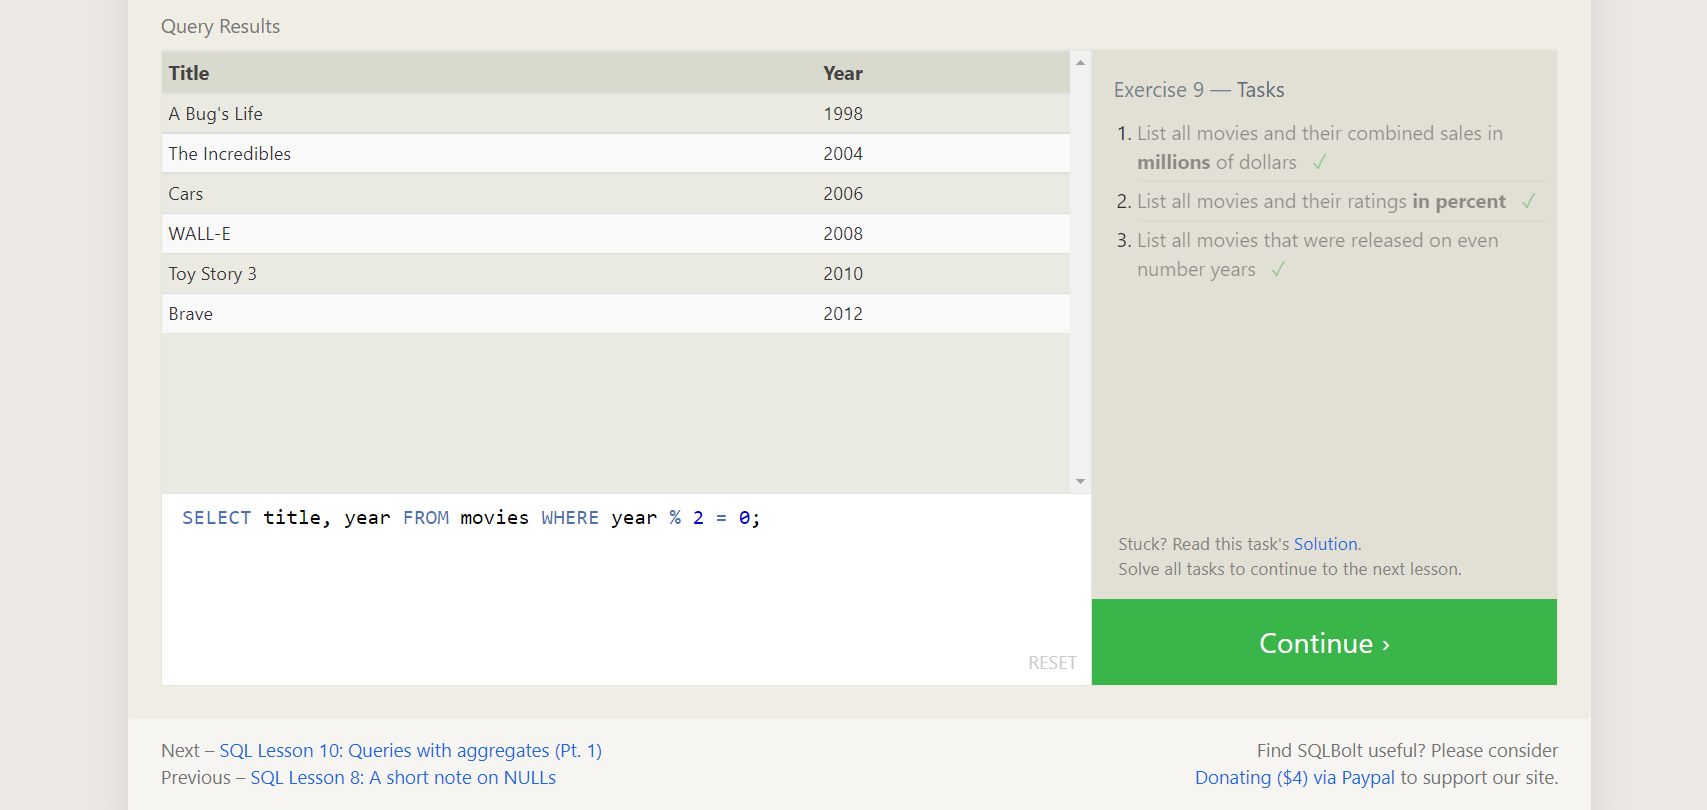 Query Results
Title Year
A Bug's Life 1998
The Incredibles 2004
Cars 2006
WALL-E 2008
Toy Story 3 2010
Brave 2012
SELECT title, year FROM movies WHERE year % 2 = 0;
RESET
Exercise 9 — Tasks
1. List all movies and their combined sales in
millions of dollars ✓
2. List all movies and their ratings in percent ✓
3. List all movies that were released on even
number years ✓
Stuck? Read this task's Solution.
Solve all tasks to continue to the next lesson.
Continue ›
Next – SQL Lesson 10: Queries with aggregates (Pt. 1)
Previous – SQL Lesson 8: A short note on NULLs
Find SQLBolt useful? Please consider
Donating ($4) via Paypal to support our site.